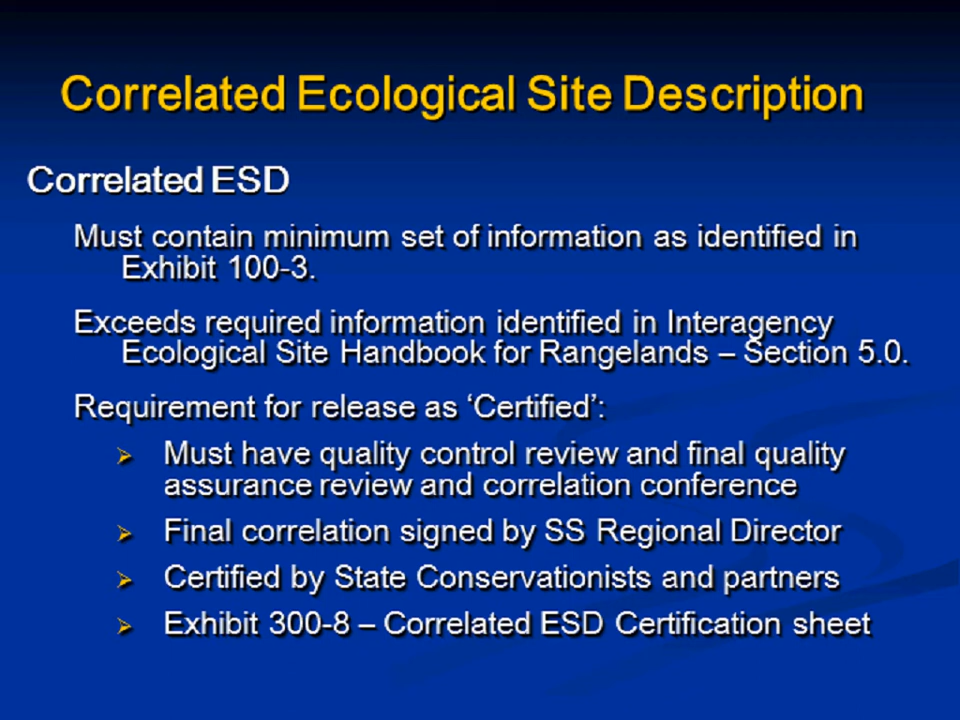 Correlated Ecological Site Description
Correlated ESD
Must contain minimum set of information as identified in
Exhibit 100-3.
Exceeds required information identified in Interagency
Ecological Site Handbook for Rangelands – Section 5.0.
Requirement for release as ‘Certified’:
➢ Must have quality control review and final quality
assurance review and correlation conference
➢ Final correlation signed by SS Regional Director
➢ Certified by State Conservationists and partners
➢ Exhibit 300-8 – Correlated ESD Certification sheet